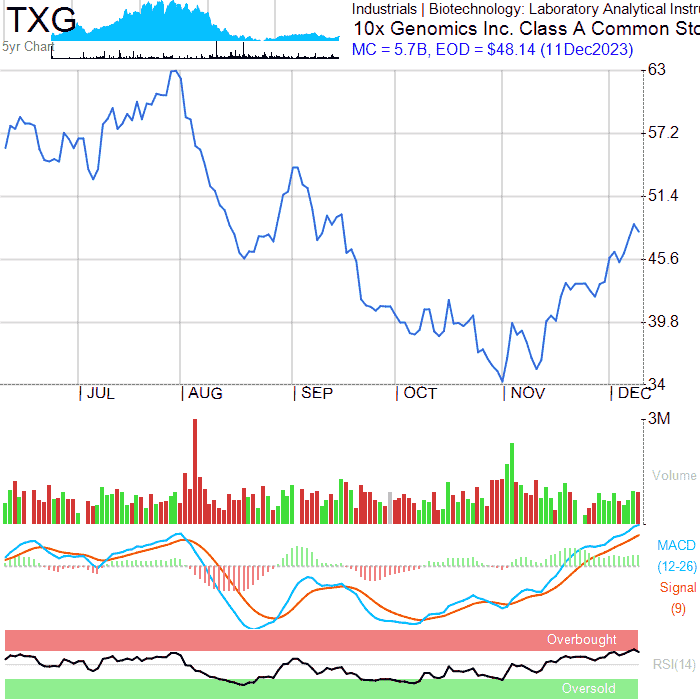 TXG
5yr Chart
Industrials | Biotechnology: Laboratory Analytical Instru
10x Genomics Inc. Class A Common Sto
MC = 5.7B, EOD = $48.14 (11Dec2023)
63
57.2
51.4
45.6
39.8
34
JUL AUG SEP OCT NOV DEC
3M
Volume
MACD
(12-26)
Signal
(9)
Overbought
RSI(14)
Oversold